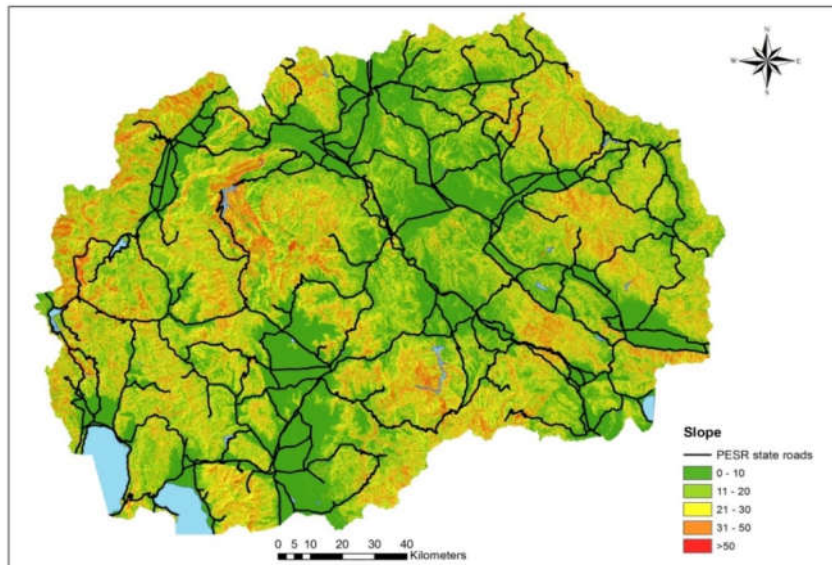 N
W E
S
Slope
PESR state roads
0 - 10
11 - 20
21 - 30
31 - 50
>50
0 5 10 20 30 40
Kilometers